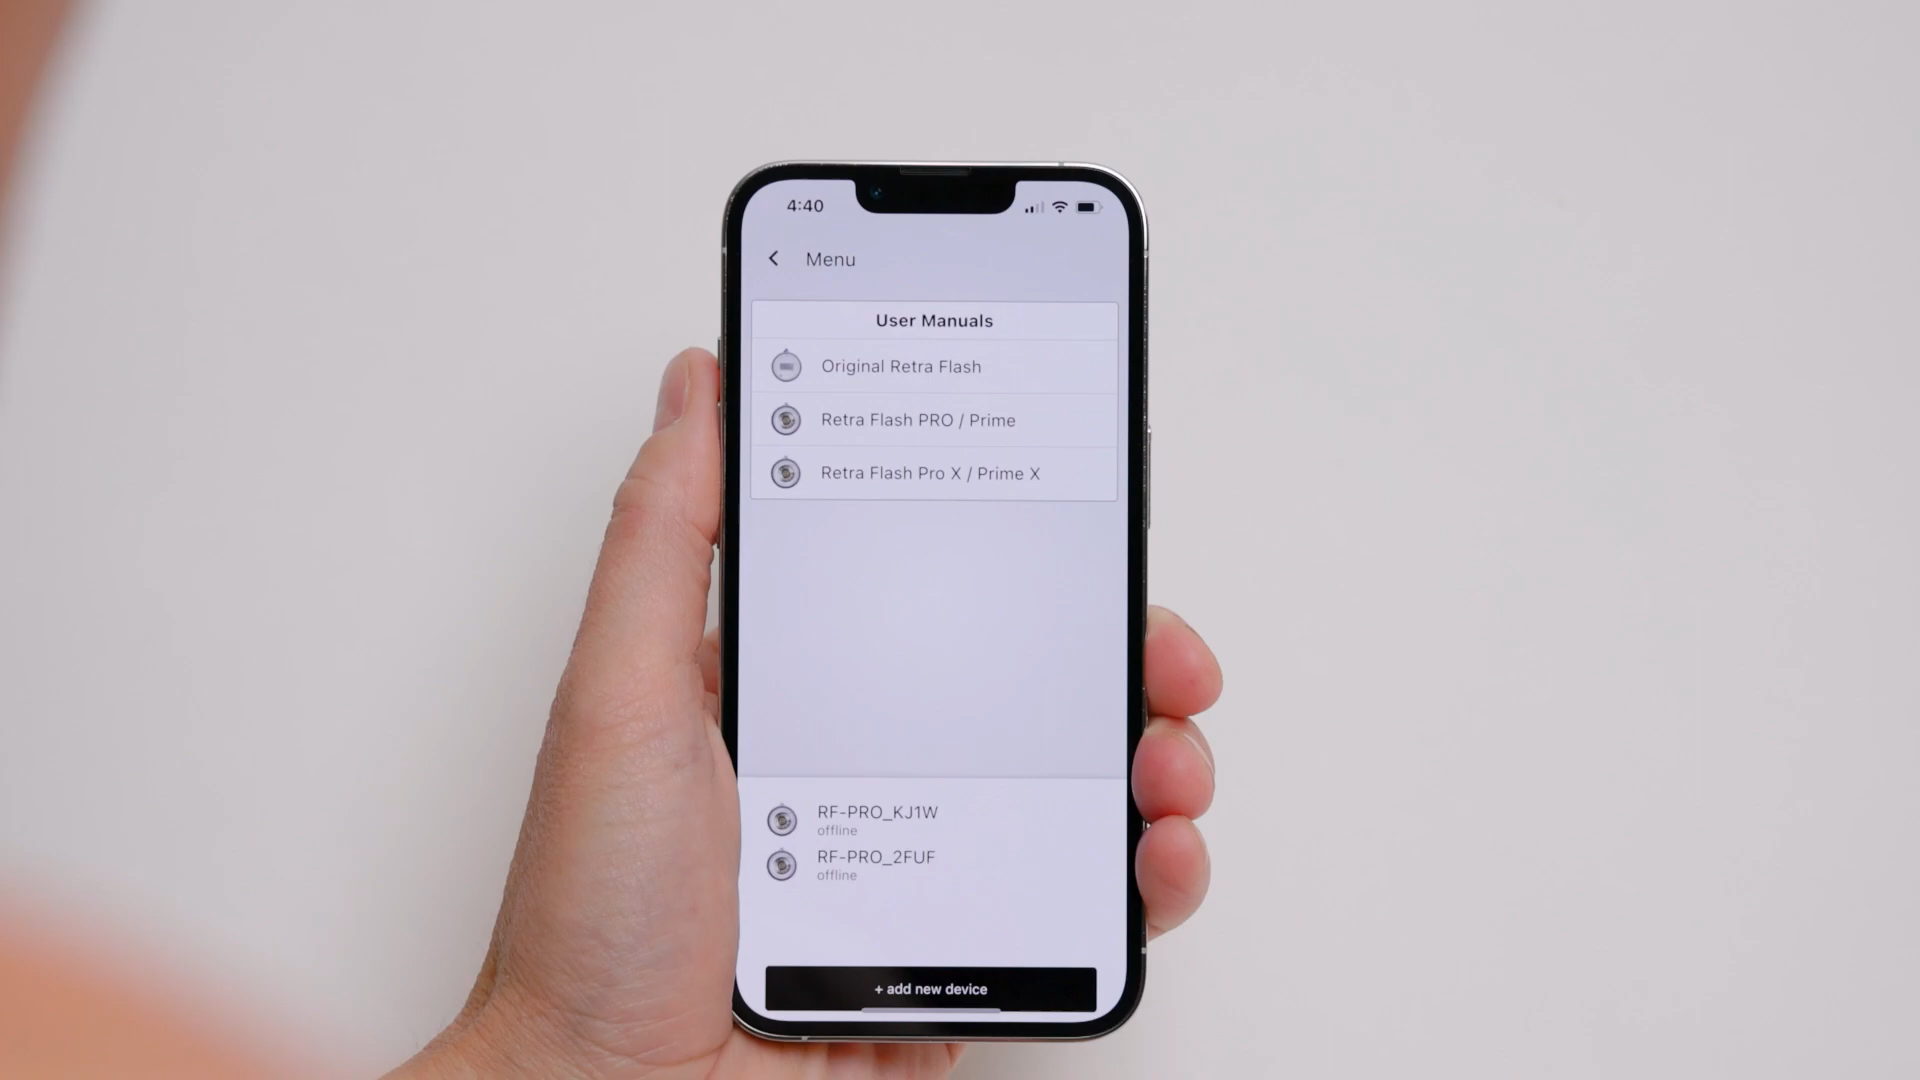 4:40
Menu
User Manuals
Original Retra Flash
Retra Flash PRO / Prime
Retra Flash Pro X / Prime X
RF-PRO_KJ1W
offline
RF-PRO_2FUF
offline
+ add new device